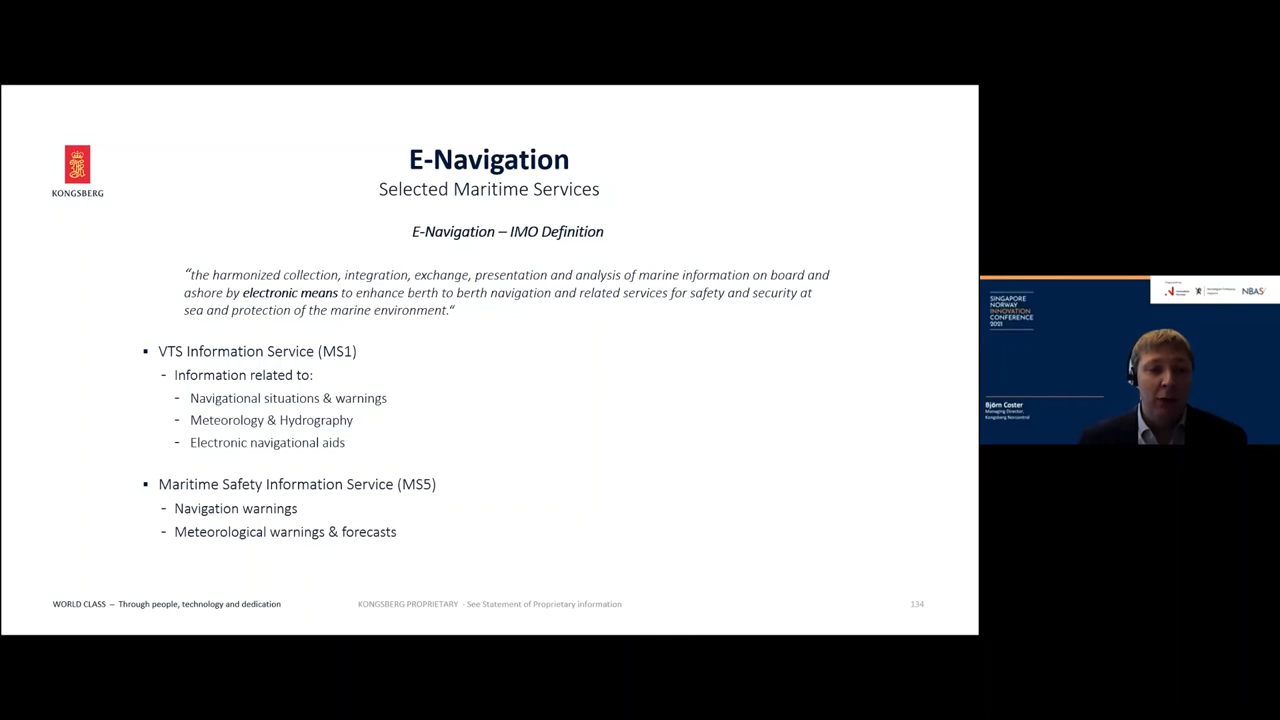 KONGSBERG
E-Navigation
Selected Maritime Services
E-Navigation – IMO Definition
“the harmonized collection, integration, exchange, presentation and analysis of marine information on board and
ashore by electronic means to enhance berth to berth navigation and related services for safety and security at
sea and protection of the marine environment.“
▪ VTS Information Service (MS1)
- Information related to:
- Navigational situations & warnings
- Meteorology & Hydrography
- Electronic navigational aids
▪ Maritime Safety Information Service (MS5)
- Navigation warnings
- Meteorological warnings & forecasts
WORLD CLASS – Through people, technology and dedication
KONGSBERG PROPRIETARY - See Statement of Proprietary information
134
SINGAPORE
NORWAY
INNOVATION
CONFERENCE
2021
NBAS
Björn Coster
Managing Director,
Kongsberg Norcontrol